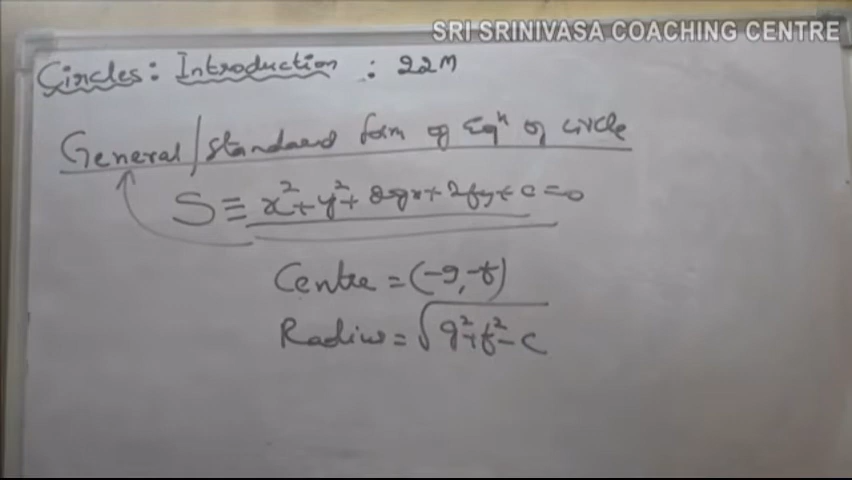 SRI SRINIVASA COACHING CENTRE
Circles: Introduction : 22M
General/standard form of Eqⁿ of circle
S ≡ x²+y²+2gx+2fy+c=0
Centre = (-g,-f)
Radius = √g²+f²-c